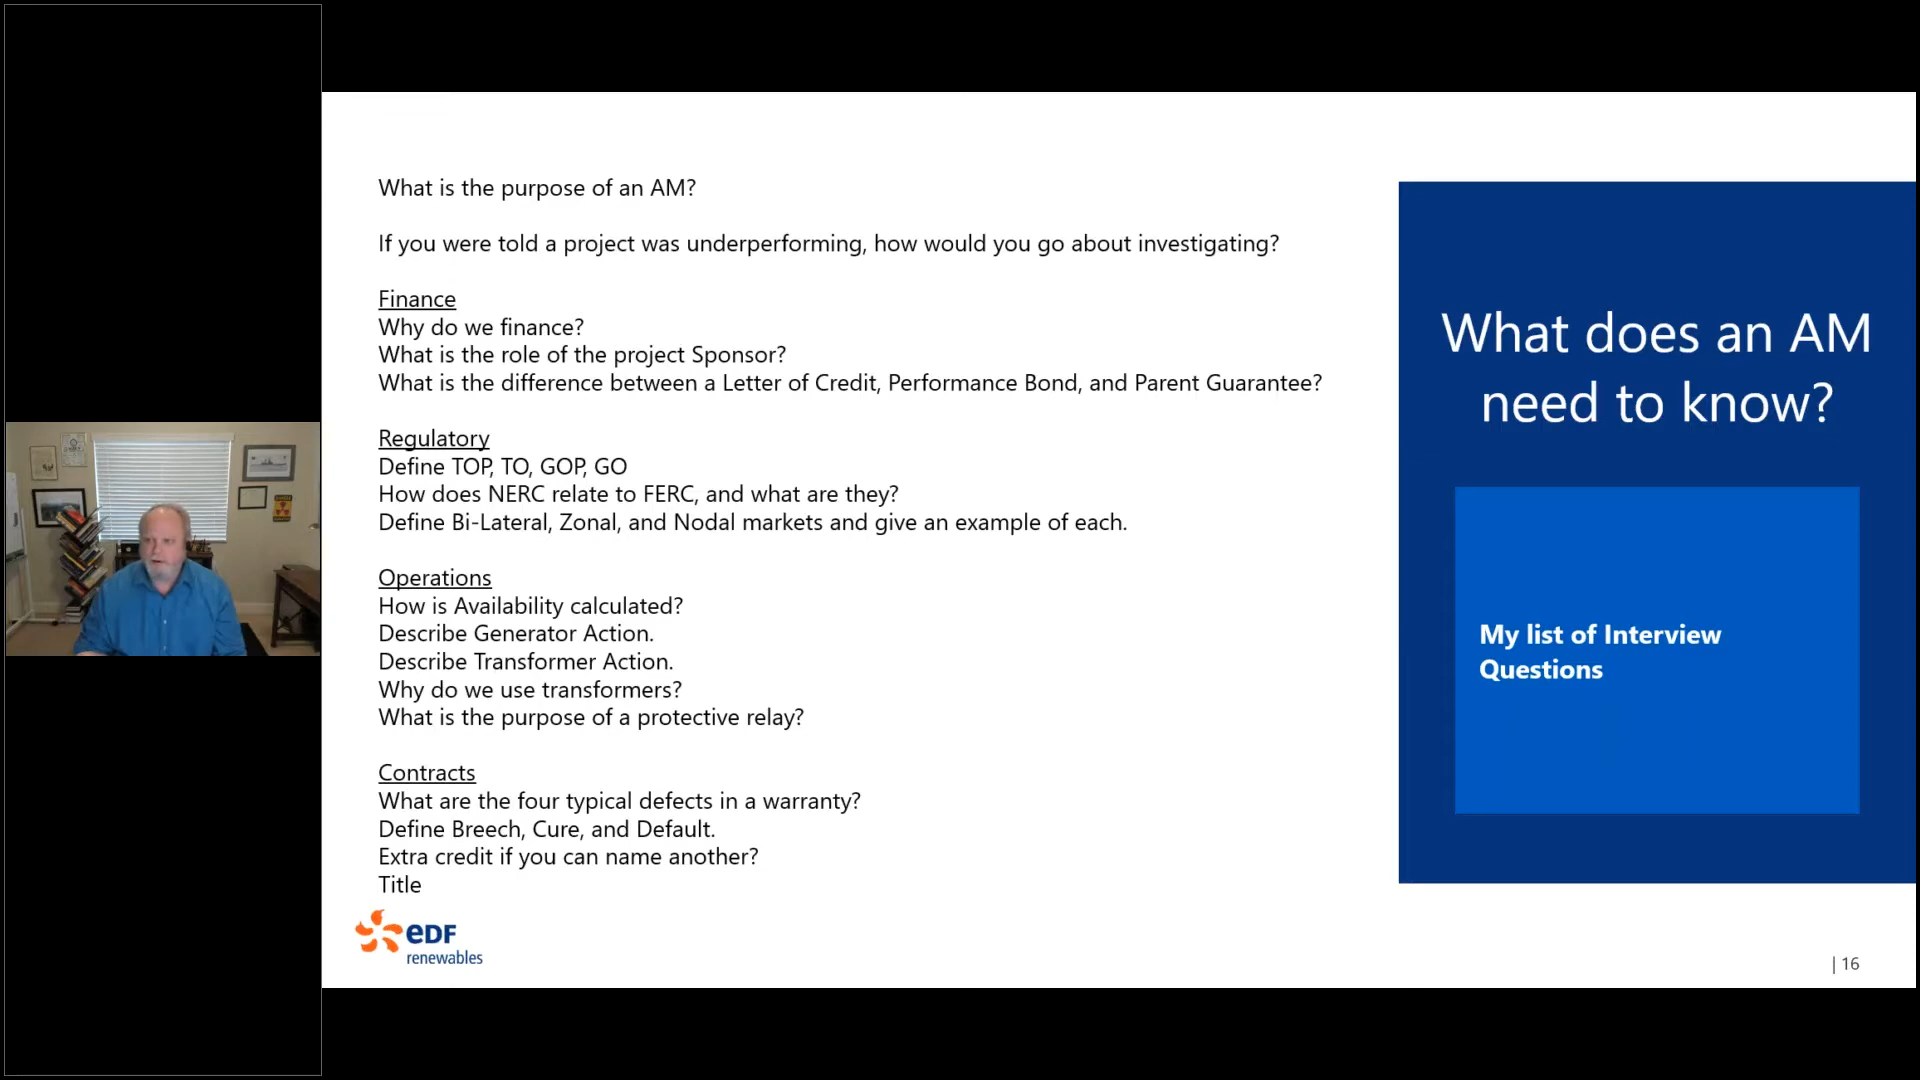 What is the purpose of an AM?
If you were told a project was underperforming, how would you go about investigating?
Finance
Why do we finance?
What is the role of the project Sponsor?
What is the difference between a Letter of Credit, Performance Bond, and Parent Guarantee?
Regulatory
Define TOP, TO, GOP, GO
How does NERC relate to FERC, and what are they?
Define Bi-Lateral, Zonal, and Nodal markets and give an example of each.
Operations
How is Availability calculated?
Describe Generator Action.
Describe Transformer Action.
Why do we use transformers?
What is the purpose of a protective relay?
Contracts
What are the four typical defects in a warranty?
Define Breech, Cure, and Default.
Extra credit if you can name another?
Title
eDF
renewables
What does an AM
need to know?
My list of Interview
Questions
| 16